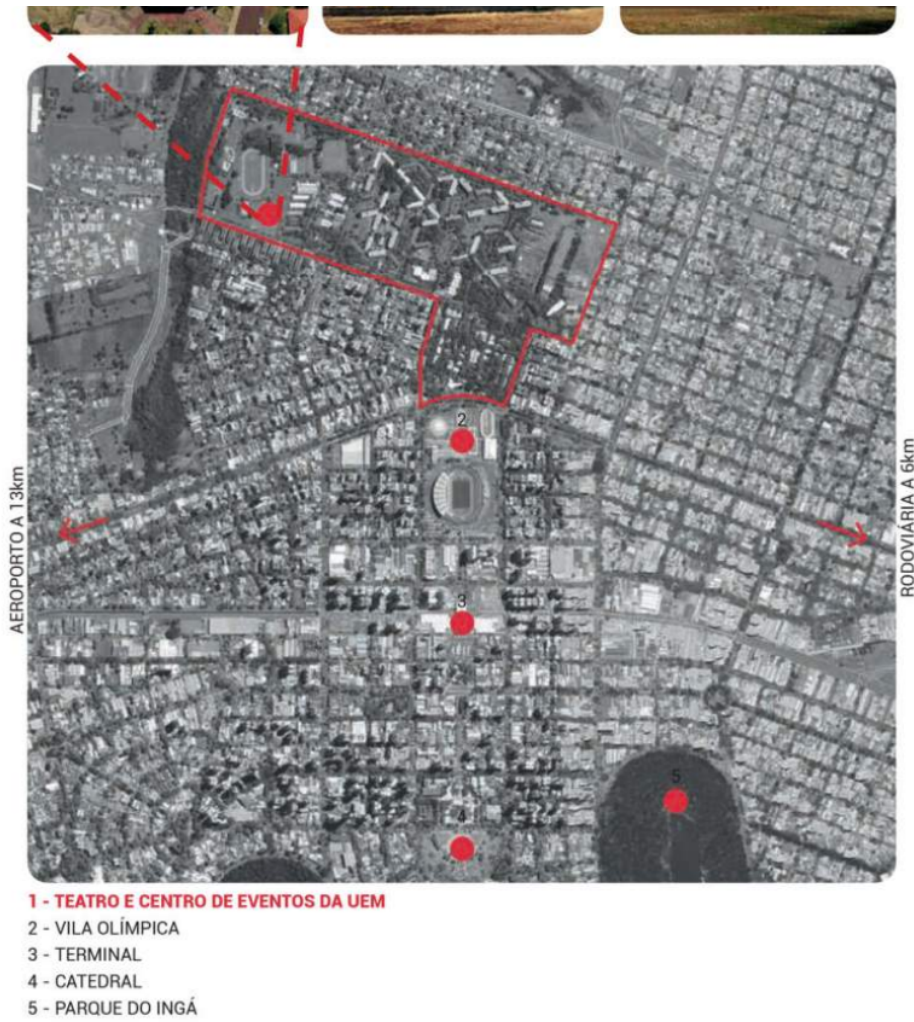 1
2
AEROPORTO A 13km
RODOVIÁRIA A 6km
3
5
4
1 - TEATRO E CENTRO DE EVENTOS DA UEM
2 - VILA OLÍMPICA
3 - TERMINAL
4 - CATEDRAL
5 - PARQUE DO INGÁ